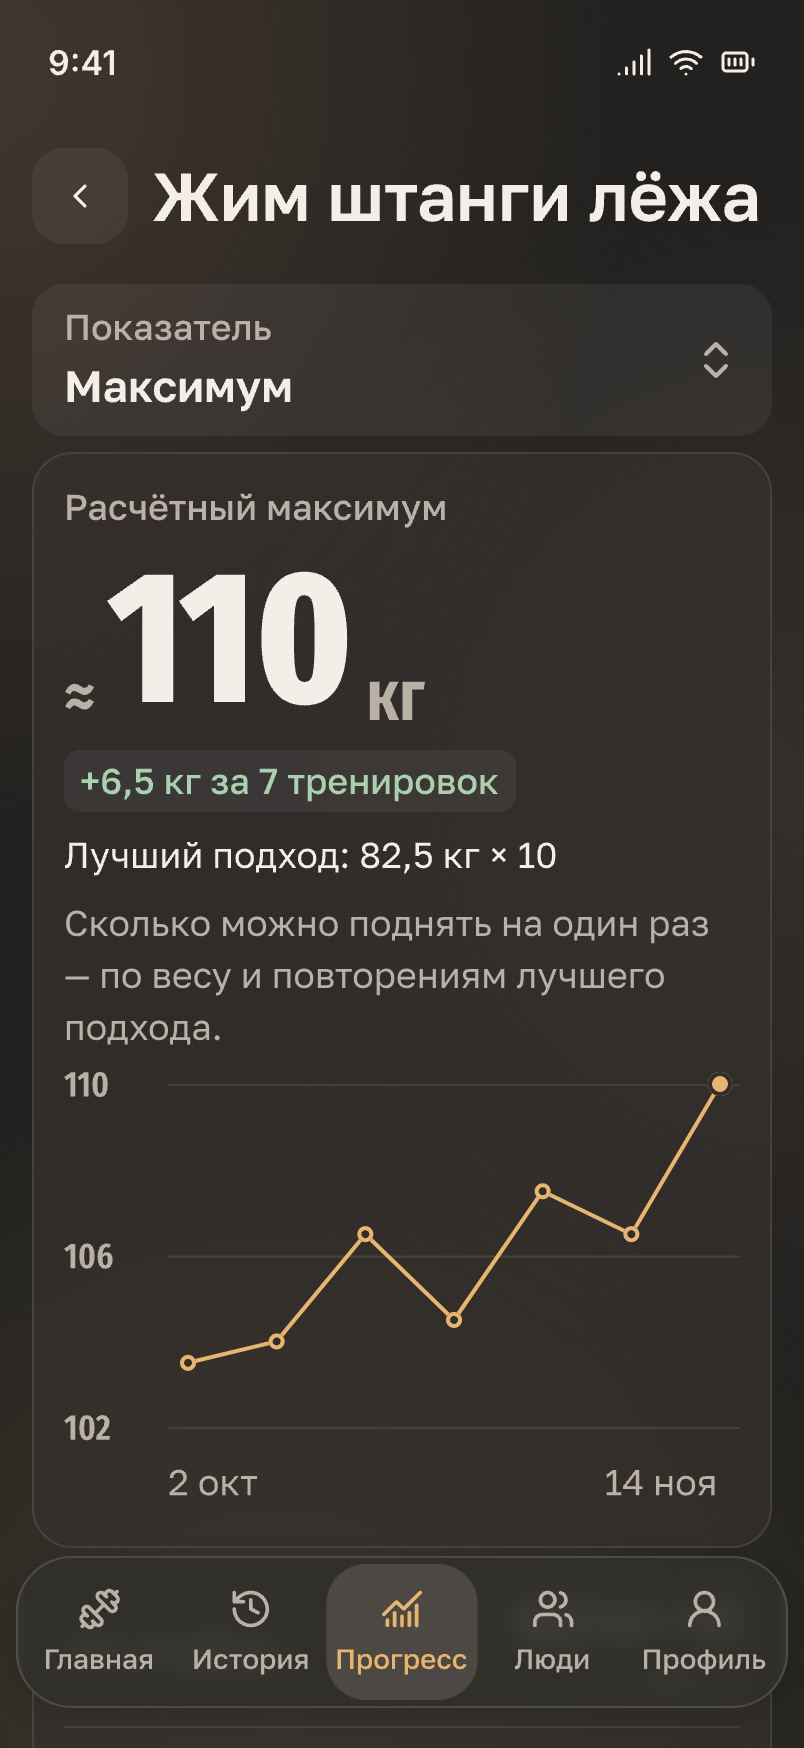 9:41
Жим штанги лёжа
Показатель
Максимум
Расчётный максимум
≈ 110 кг
+6,5 кг за 7 тренировок
Лучший подход: 82,5 кг × 10
Сколько можно поднять на один раз
— по весу и повторениям лучшего
подхода.
110
106
102
2 окт 14 ноя
Главная История Прогресс Люди Профиль